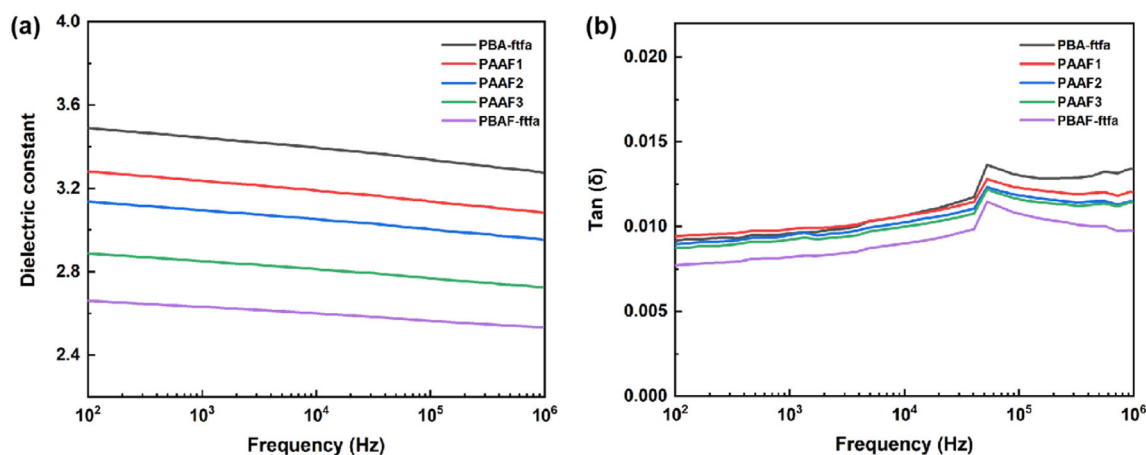 (a)
4.0
3.6
3.2
2.8
2.4
Dielectric constant
PBA-ftfa
PAAF1
PAAF2
PAAF3
PBAF-ftfa
10²
10³
10⁴
10⁵
10⁶
Frequency (Hz)
(b)
0.020
0.015
0.010
0.005
0.000
Tan (δ)
PBA-ftfa
PAAF1
PAAF2
PAAF3
PBAF-ftfa
10²
10³
10⁴
10⁵
10⁶
Frequency (Hz)